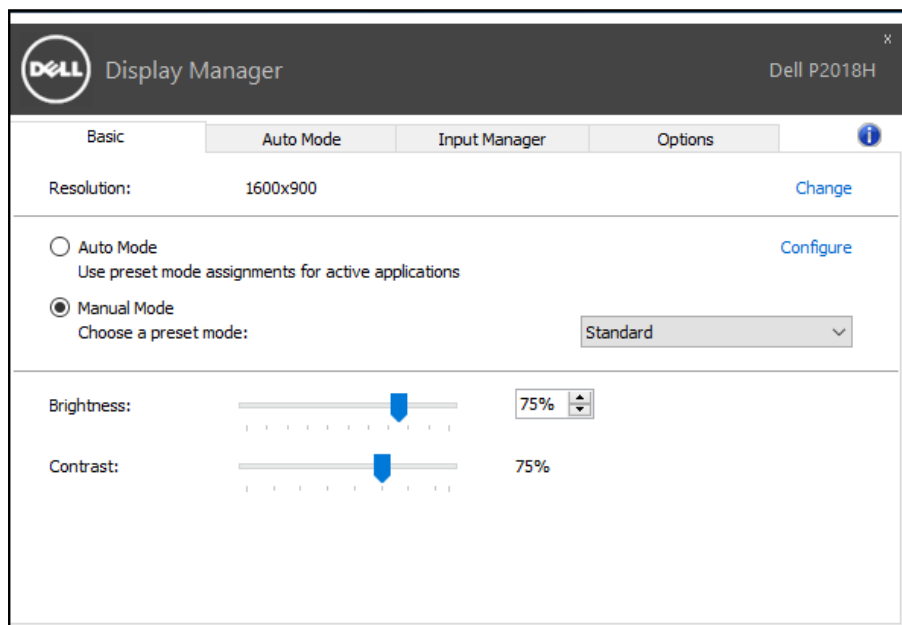 DELL Display Manager Dell P2018H x
Basic Auto Mode Input Manager Options i
Resolution: 1600x900 Change
Auto Mode Configure
Use preset mode assignments for active applications
Manual Mode
Choose a preset mode: Standard
Brightness: 75%
Contrast: 75%